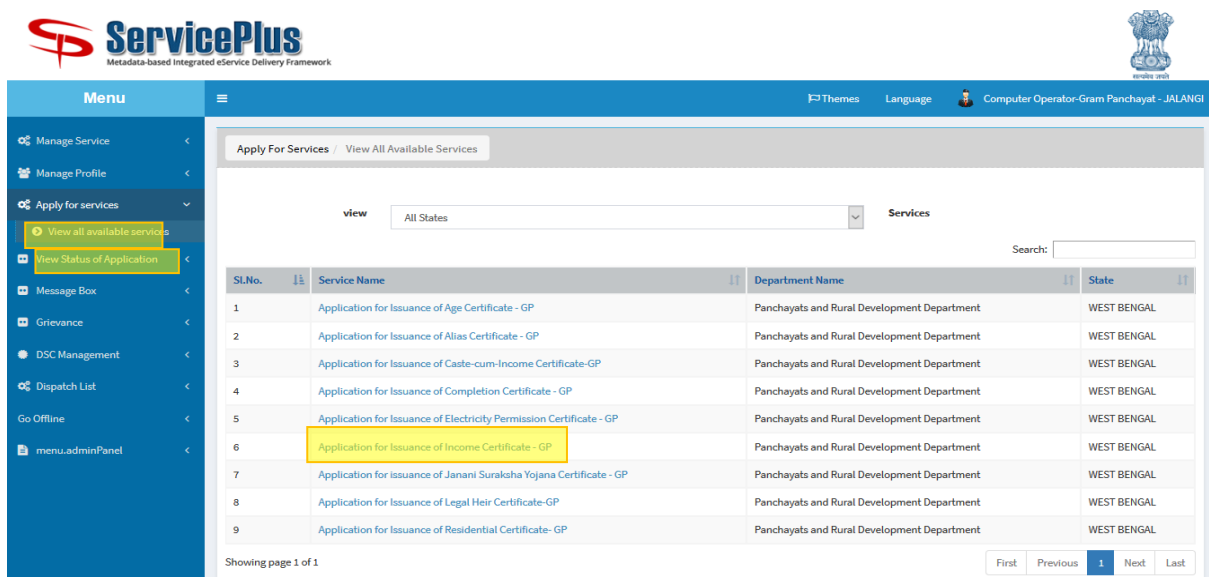 ServicePlus
Metadata-based Integrated eService Delivery Framework
सत्यमेव जयते
Menu
Themes Language Computer Operator-Gram Panchayat - JALANGI
Manage Service
Manage Profile
Apply for services
View all available services
View Status of Application
Message Box
Grievance
DSC Management
Dispatch List
Go Offline
menu.adminPanel
Apply For Services / View All Available Services
view All States Services
Search:
Sl.No. Service Name Department Name State
1 Application for Issuance of Age Certificate - GP Panchayats and Rural Development Department WEST BENGAL
2 Application for Issuance of Alias Certificate - GP Panchayats and Rural Development Department WEST BENGAL
3 Application for Issuance of Caste-cum-Income Certificate-GP Panchayats and Rural Development Department WEST BENGAL
4 Application for Issuance of Completion Certificate - GP Panchayats and Rural Development Department WEST BENGAL
5 Application for Issuance of Electricity Permission Certificate - GP Panchayats and Rural Development Department WEST BENGAL
6 Application for Issuance of Income Certificate - GP Panchayats and Rural Development Department WEST BENGAL
7 Application for issuance of Janani Suraksha Yojana Certificate - GP Panchayats and Rural Development Department WEST BENGAL
8 Application for Issuance of Legal Heir Certificate-GP Panchayats and Rural Development Department WEST BENGAL
9 Application for Issuance of Residential Certificate- GP Panchayats and Rural Development Department WEST BENGAL
Showing page 1 of 1
First Previous 1 Next Last